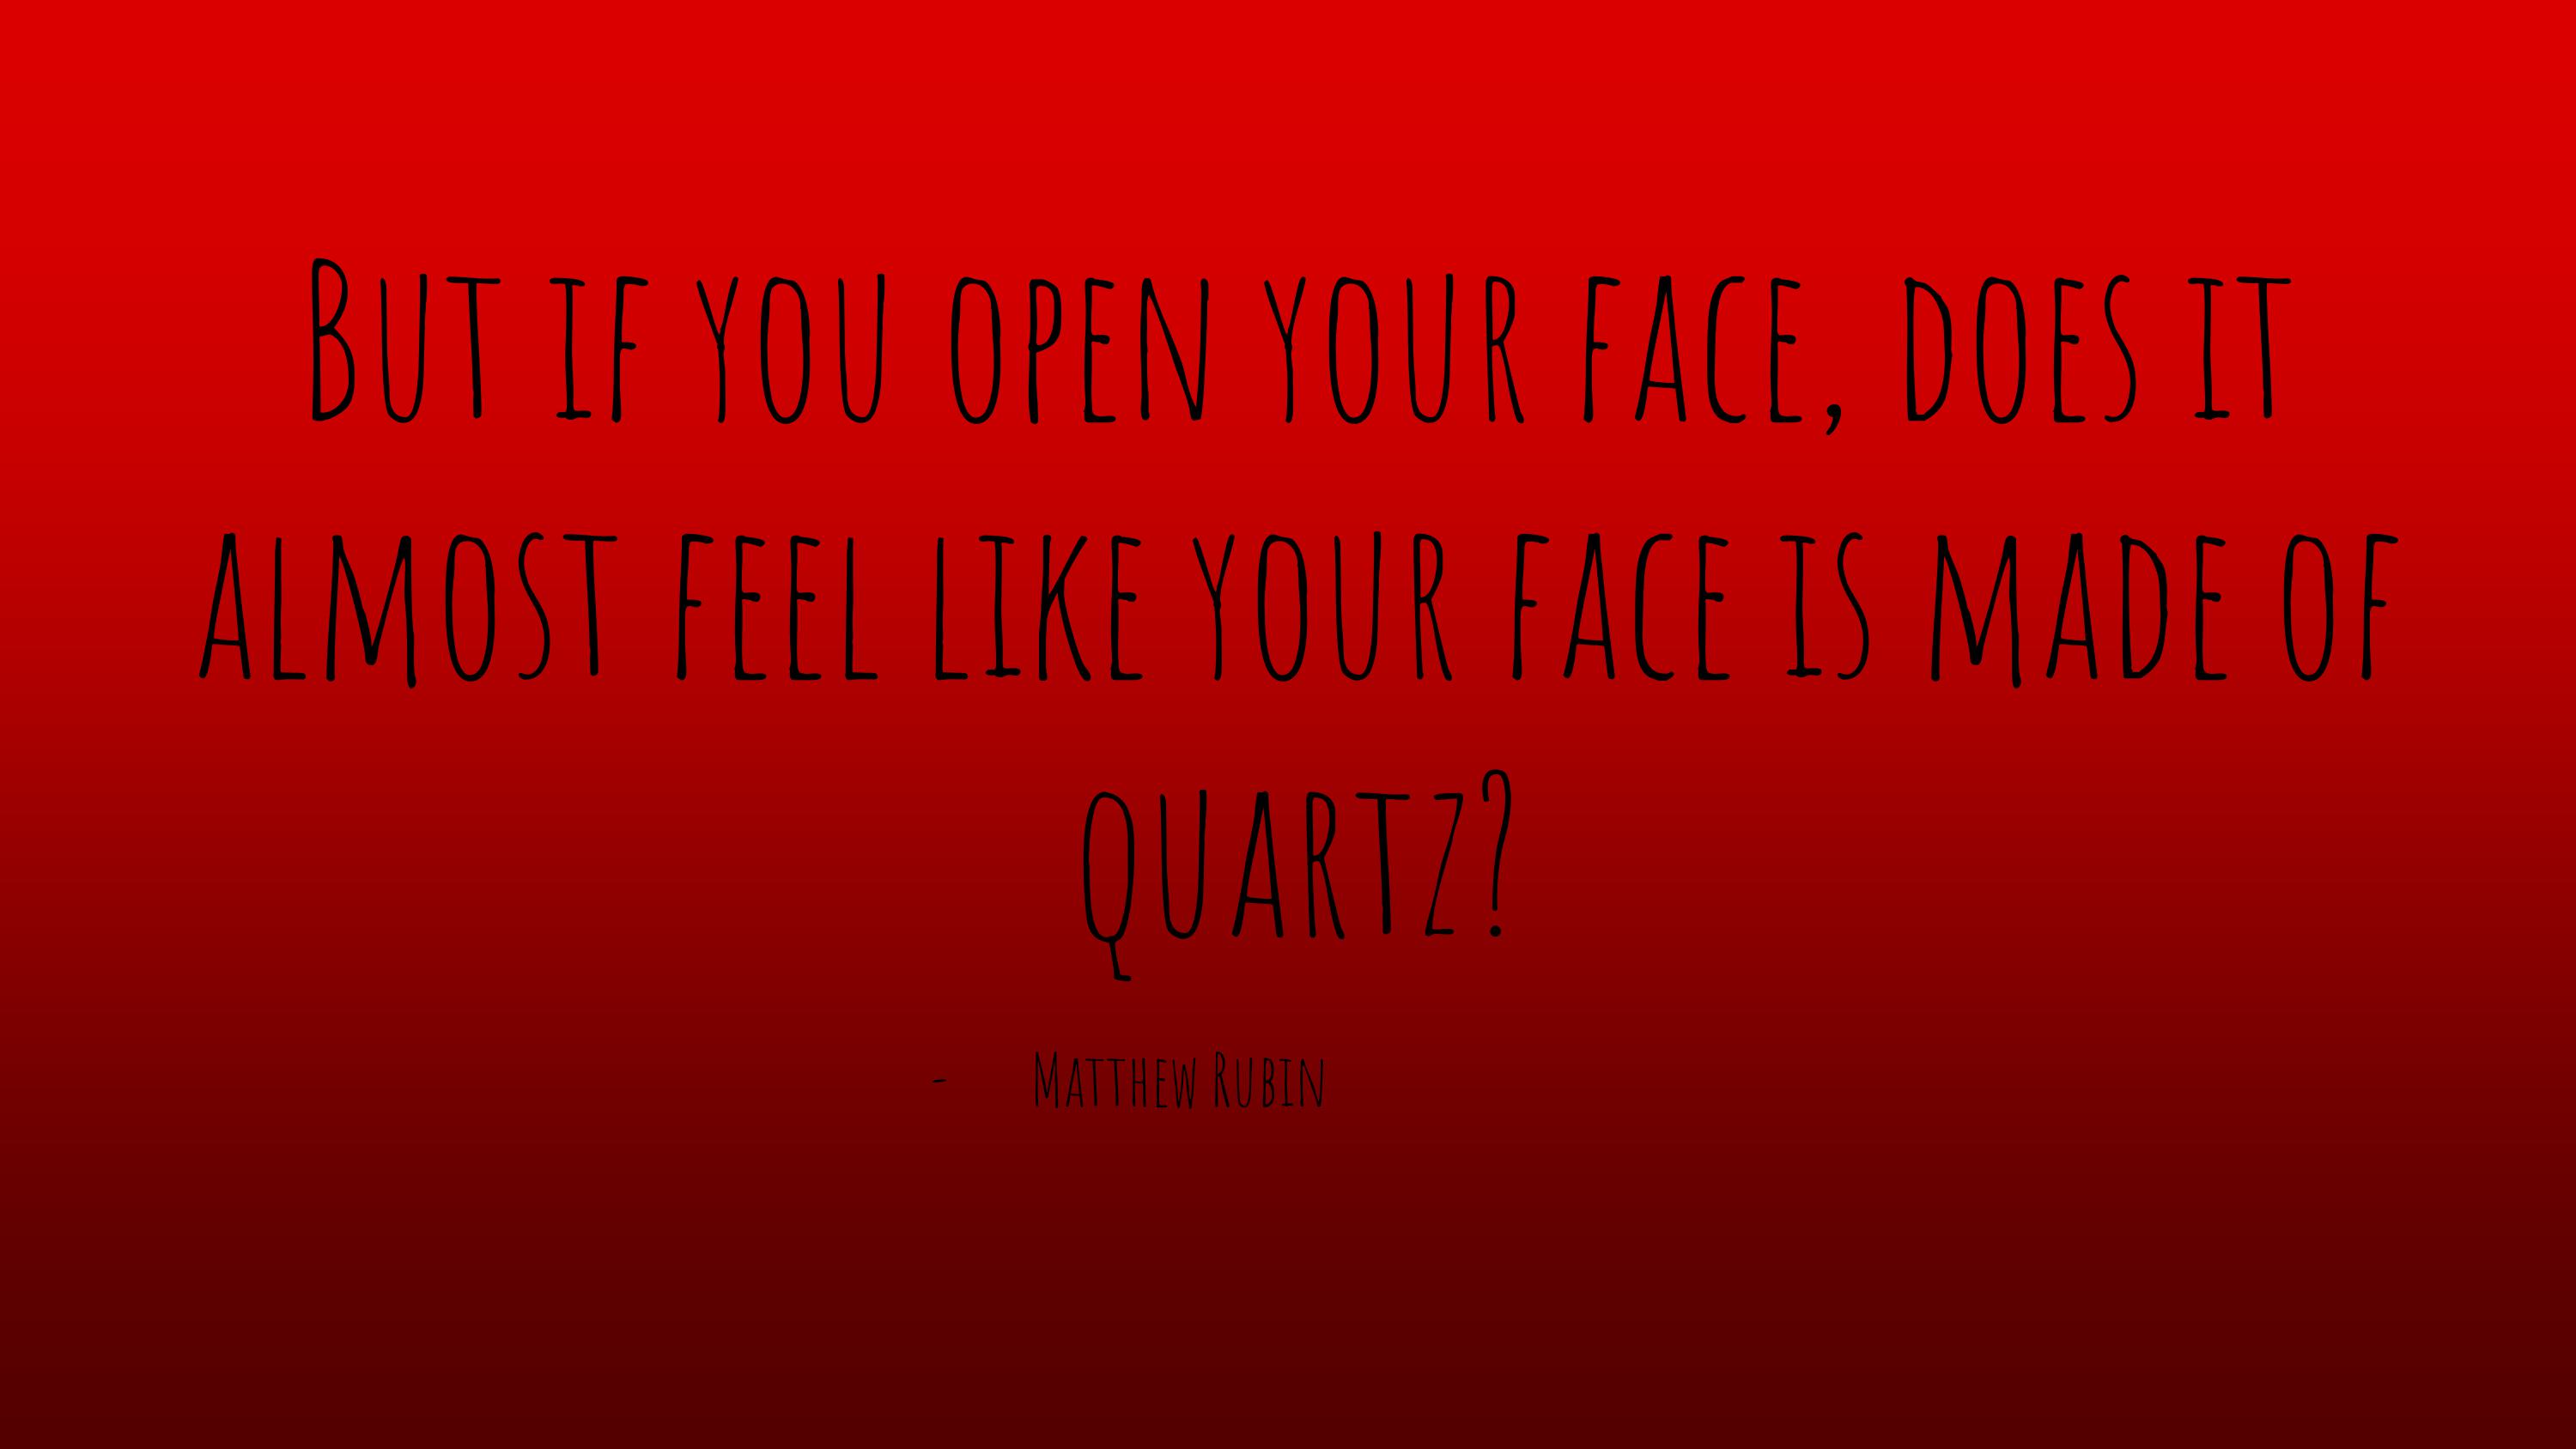 But if you open your face, does it
almost feel like your face is made of
quartz?
- Matthew Rubin